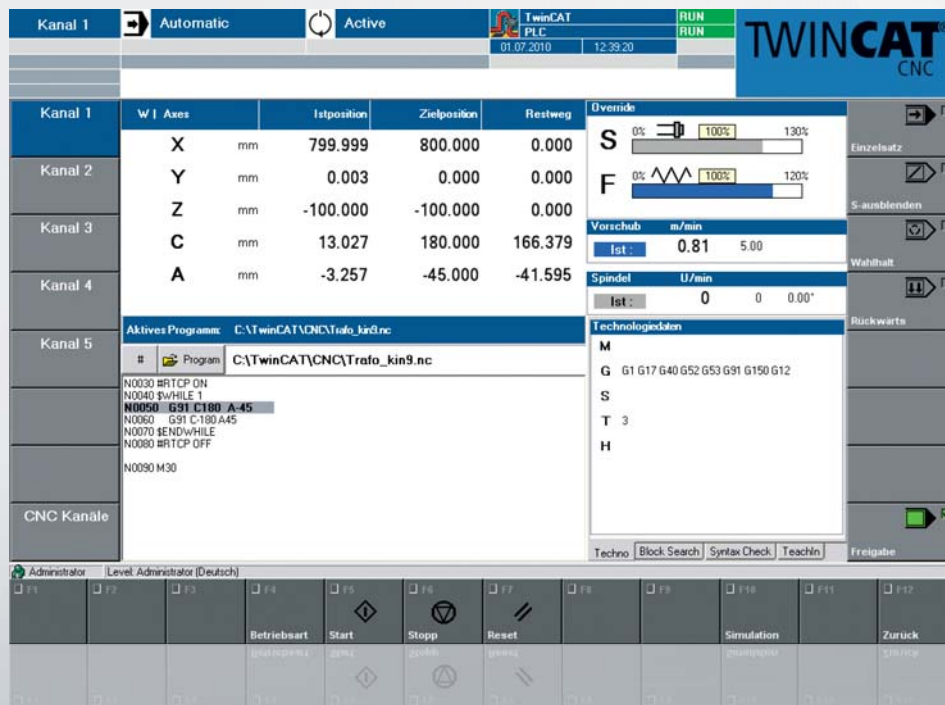 Kanal 1 Automatic Active TwinCAT RUN
PLC RUN
01.07.2010 12:39:20
TWINCAT
CNC
Kanal 1
Kanal 2
Kanal 3
Kanal 4
Kanal 5
CNC Kanäle
W | Axes Istposition Zielposition Restweg
X mm 799.999 800.000 0.000
Y mm 0.003 0.000 0.000
Z mm -100.000 -100.000 0.000
C mm 13.027 180.000 166.379
A mm -3.257 -45.000 -41.595
Aktives Programm: C:\TwinCAT\CNC\Trafo_kin9.nc
# Program C:\TwinCAT\CNC\Trafo_kin9.nc
N0030 #RTCP ON
N0040 $WHILE 1
N0050 G91 C180 A-45
N0060 G91 C-180 A45
N0070 $ENDWHILE
N0080 #RTCP OFF
N0090 M30
Override
S 0% 100% 130%
F 0% 100% 120%
Vorschub m/min
Ist : 0.81 5.00
Spindel U/min
Ist : 0 0 0.00°
Technologiedaten
M
G G1 G17 G40 G52 G53 G91 G150 G12
S
T 3
H
Techno Block Search Syntax Check TeachIn
Einzelsatz
S-ausblenden
Wahlhalt
Rückwärts
Freigabe
Administrator Level: Administrator (Deutsch)
F1 F2 F3 F4 F5 F6 F7 F8 F9 F10 F11 F12
Betriebsart Start Stopp Reset Simulation Zurück